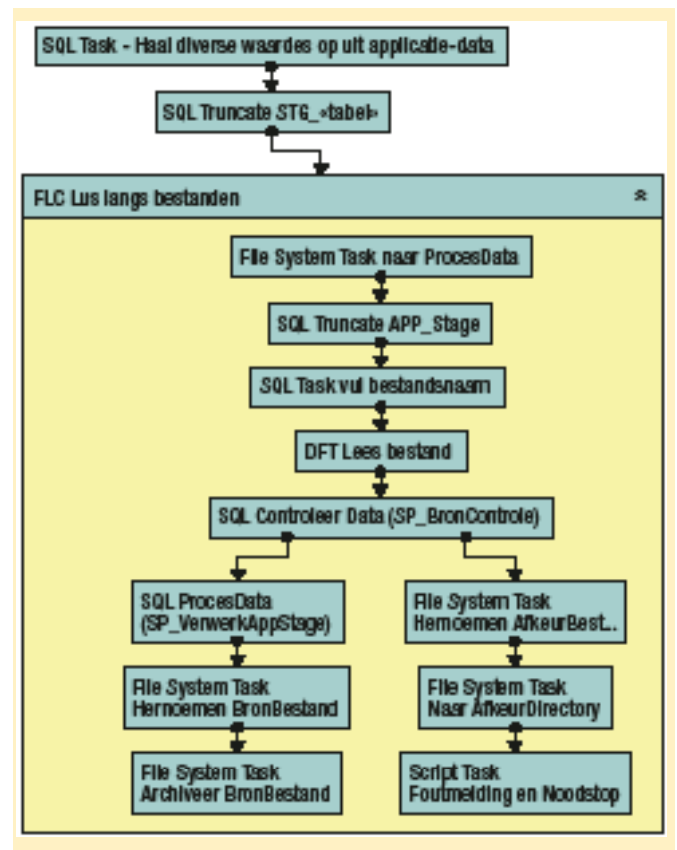 SQL Task - Haal diverse waardes op uit applicatie-data
SQL Truncate STG_«tabel»
FLC Lus langs bestanden
File System Task naar ProcesData
SQL Truncate APP_Stage
SQL Task vul bestandsnaam
DFT Lees bestand
SQL Controleer Data (SP_BronControle)
SQL ProcesData
(SP_VerwerkAppStage)
File System Task
Hernoemen BronBestand
File System Task
Archiveer BronBestand
File System Task
Hernoemen AfkeurBest...
File System Task
Naar AfkeurDirectory
Script Task
Foutmelding en Noodstop